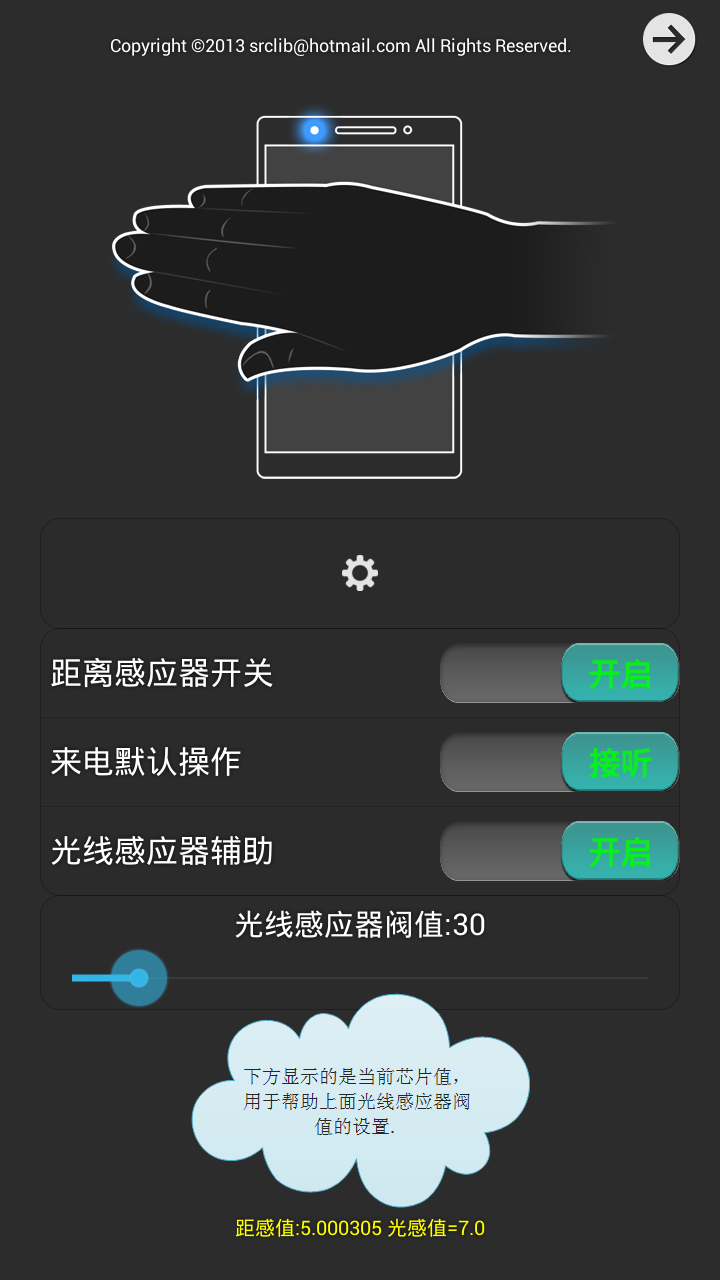 Copyright ©2013 srclib@hotmail.com All Rights Reserved.
距离感应器开关
开启
来电默认操作
接听
光线感应器辅助
开启
光线感应器阀值:30
下方显示的是当前芯片值，
用于帮助上面光线感应器阀
值的设置.
距感值:5.000305 光感值=7.0